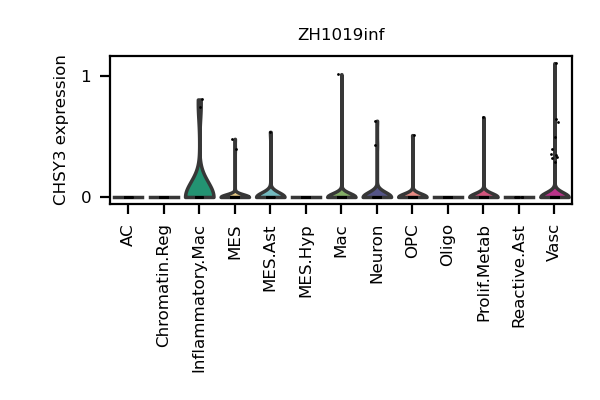 ZH1019inf
CHSY3 expression
1
0
AC
Chromatin.Reg
Inflammatory.Mac
MES
MES.Ast
MES.Hyp
Mac
Neuron
OPC
Oligo
Prolif.Metab
Reactive.Ast
Vasc